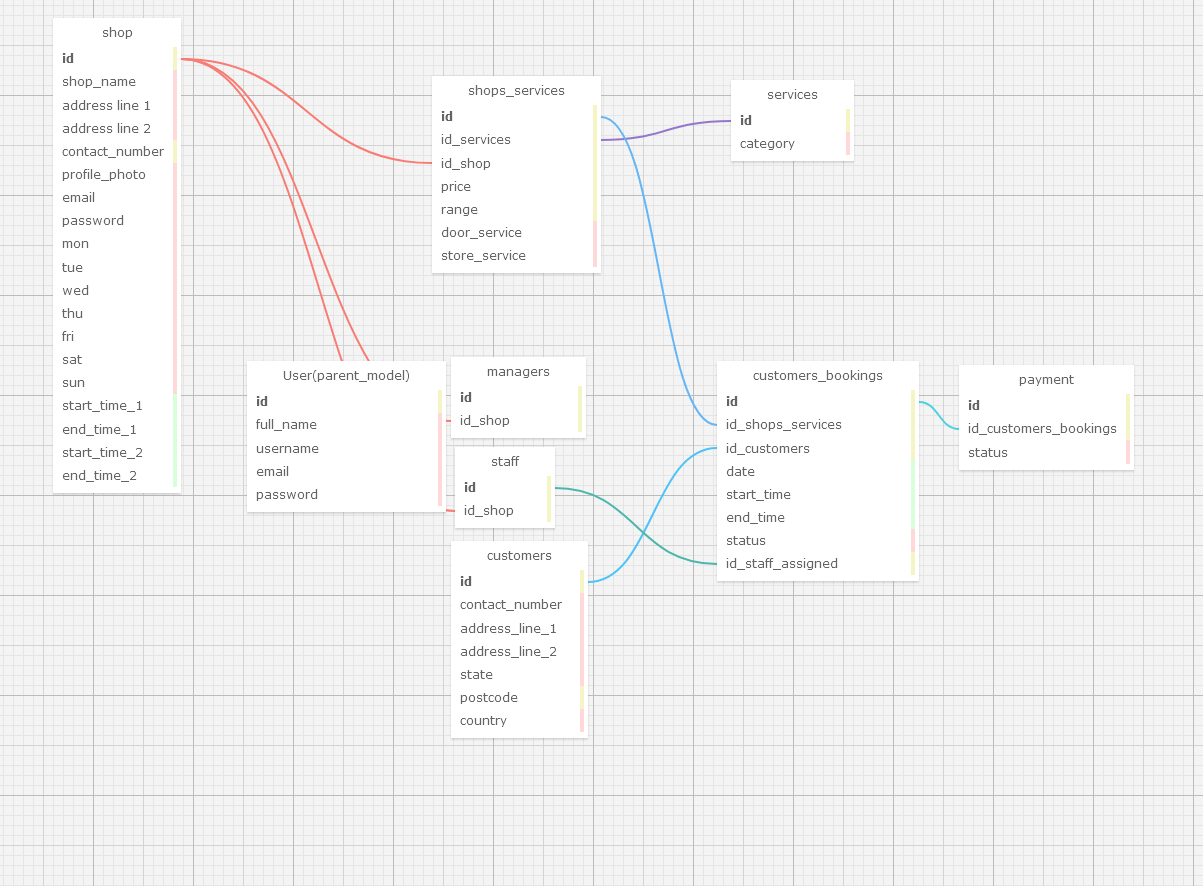 shop
id
shop_name
address line 1
address line 2
contact_number
profile_photo
email
password
mon
tue
wed
thu
fri
sat
sun
start_time_1
end_time_1
start_time_2
end_time_2
shops_services
id
id_services
id_shop
price
range
door_service
store_service
services
id
category
User(parent_model)
id
full_name
username
email
password
managers
id
id_shop
staff
id
id_shop
customers
id
contact_number
address_line_1
address_line_2
state
postcode
country
customers_bookings
id
id_shops_services
id_customers
date
start_time
end_time
status
id_staff_assigned
payment
id
id_customers_bookings
status